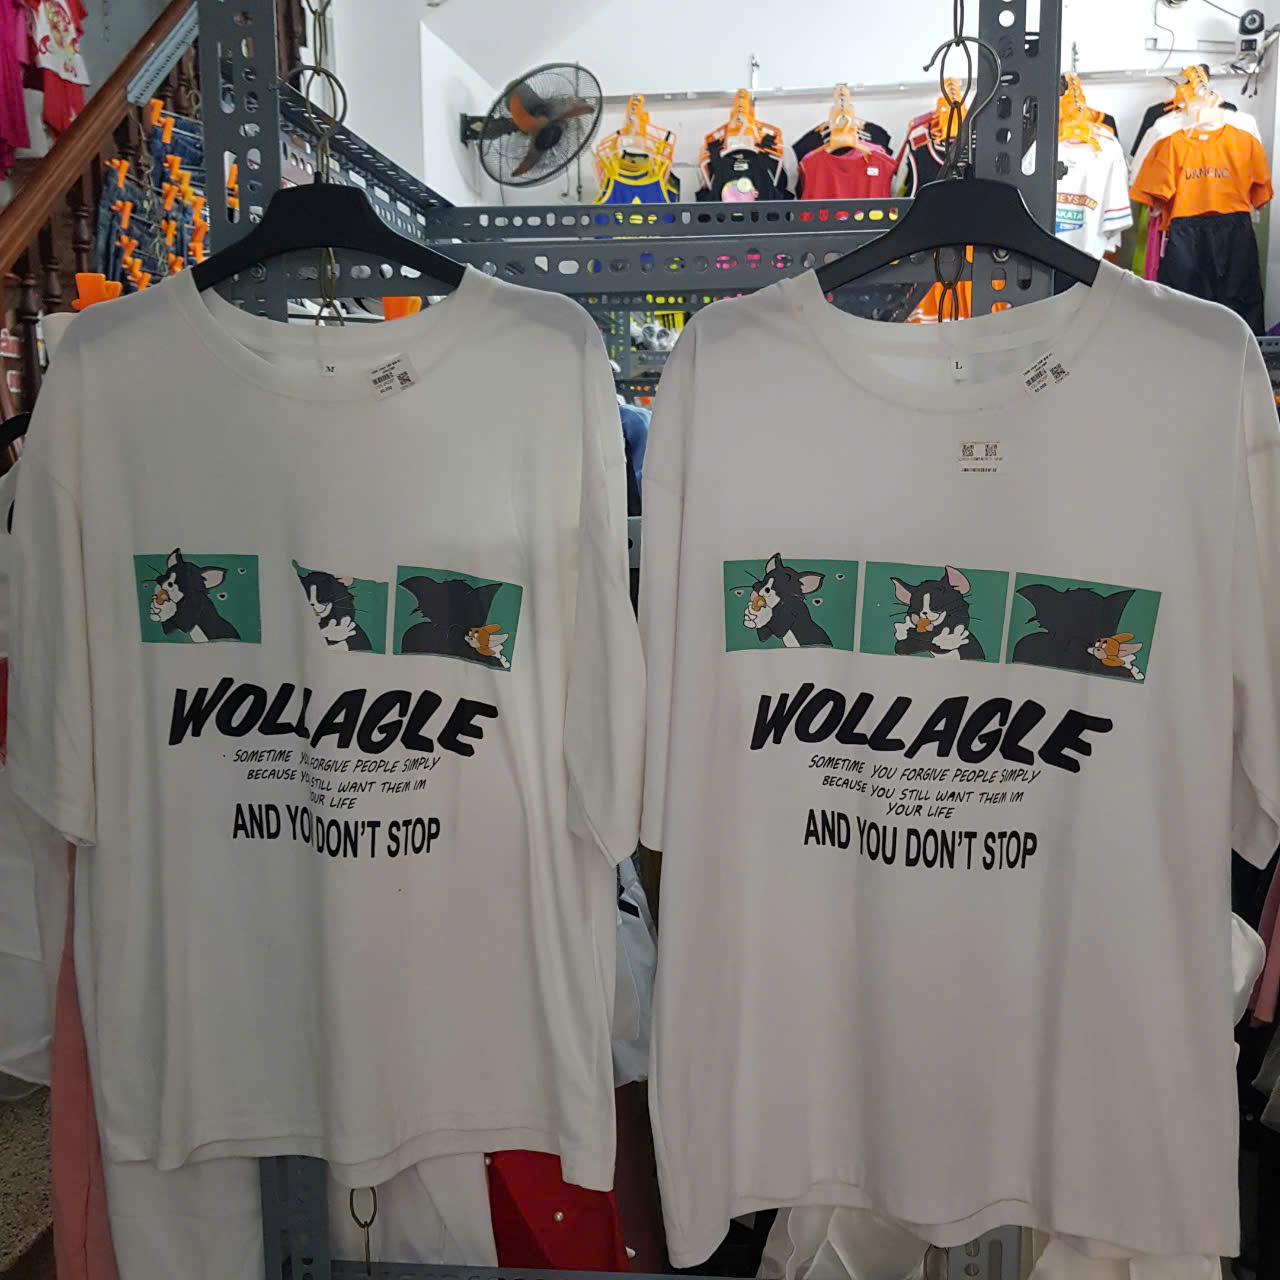 M
WOLLAGLE
SOMETIME YOU FORGIVE PEOPLE SIMPLY
BECAUSE YOU STILL WANT THEM IM
YOUR LIFE
AND YOU DON'T STOP
L
WOLLAGLE
SOMETIME YOU FORGIVE PEOPLE SIMPLY
BECAUSE YOU STILL WANT THEM IM
YOUR LIFE
AND YOU DON'T STOP